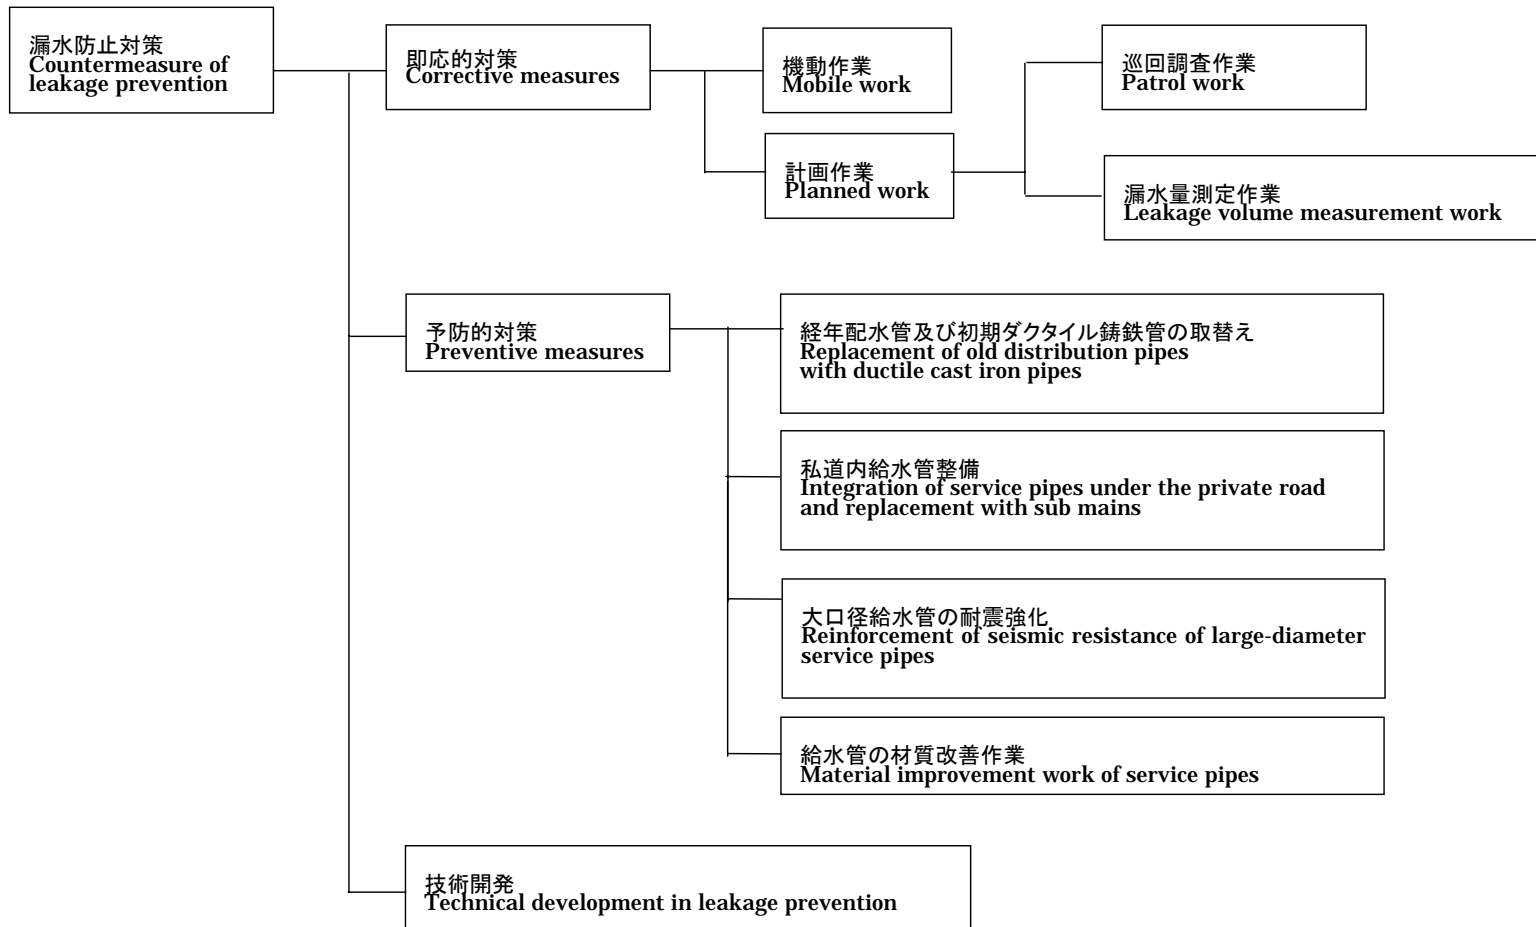 漏水防止対策
Countermeasure of
leakage prevention
即応的対策
Corrective measures
機動作業
Mobile work
巡回調査作業
Patrol work
計画作業
Planned work
漏水量測定作業
Leakage volume measurement work
予防的対策
Preventive measures
経年配水管及び初期ダクタイル鋳鉄管の取替え
Replacement of old distribution pipes
with ductile cast iron pipes
私道内給水管整備
Integration of service pipes under the private road
and replacement with sub mains
大口径給水管の耐震強化
Reinforcement of seismic resistance of large-diameter
service pipes
給水管の材質改善作業
Material improvement work of service pipes
技術開発
Technical development in leakage prevention